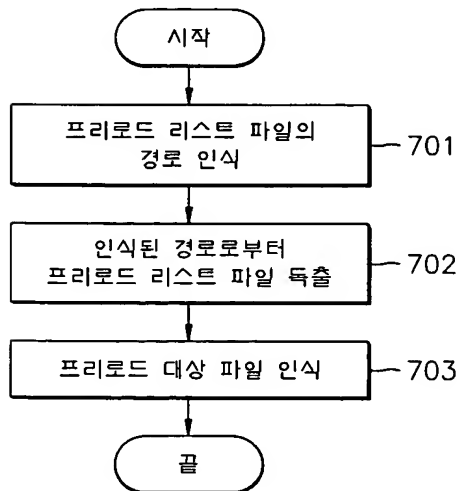 시작
프리로드 리스트 파일의
경로 인식
701
인식된 경로로부터
프리로드 리스트 파일 독출
702
프리로드 대상 파일 인식
703
끝